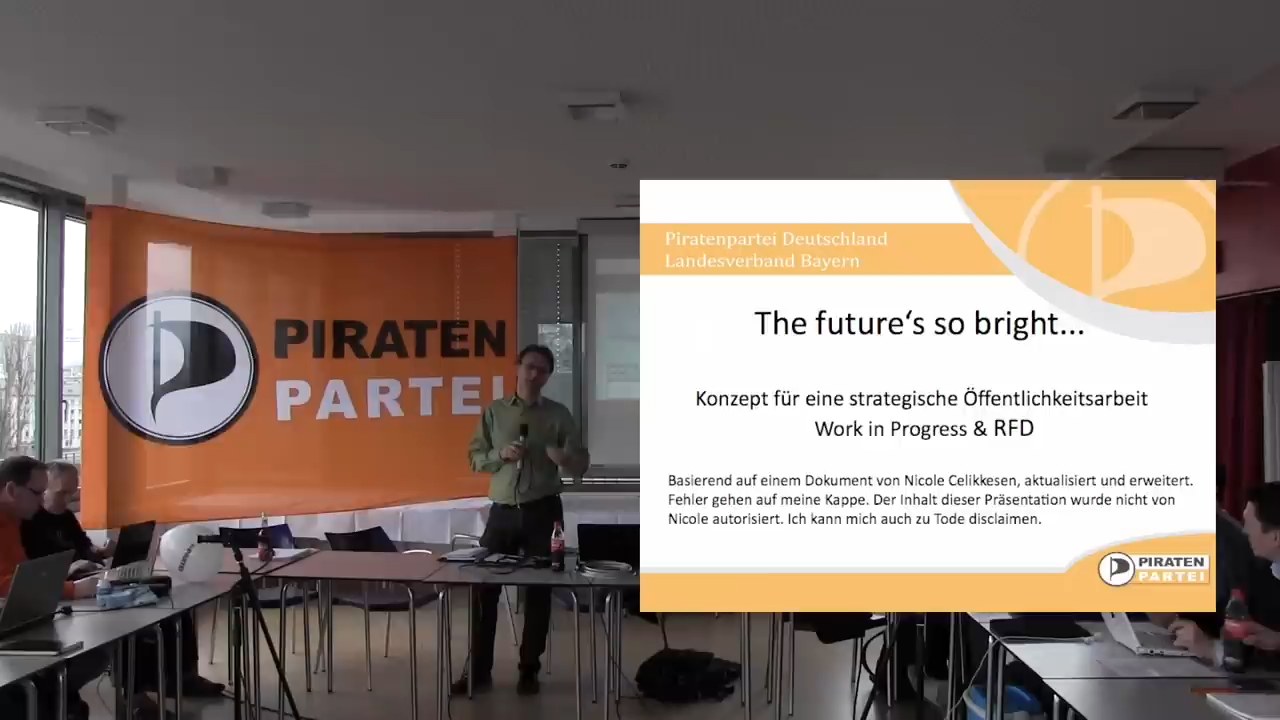 PIRATEN
PARTEI
Piratenpartei Deutschland
Landesverband Bayern
The future‘s so bright...
Konzept für eine strategische Öffentlichkeitsarbeit
Work in Progress & RFD
Basierend auf einem Dokument von Nicole Celikkesen, aktualisiert und erweitert.
Fehler gehen auf meine Kappe. Der Inhalt dieser Präsentation wurde nicht von
Nicole autorisiert. Ich kann mich auch zu Tode disclaimen.
PIRATEN
PARTEI